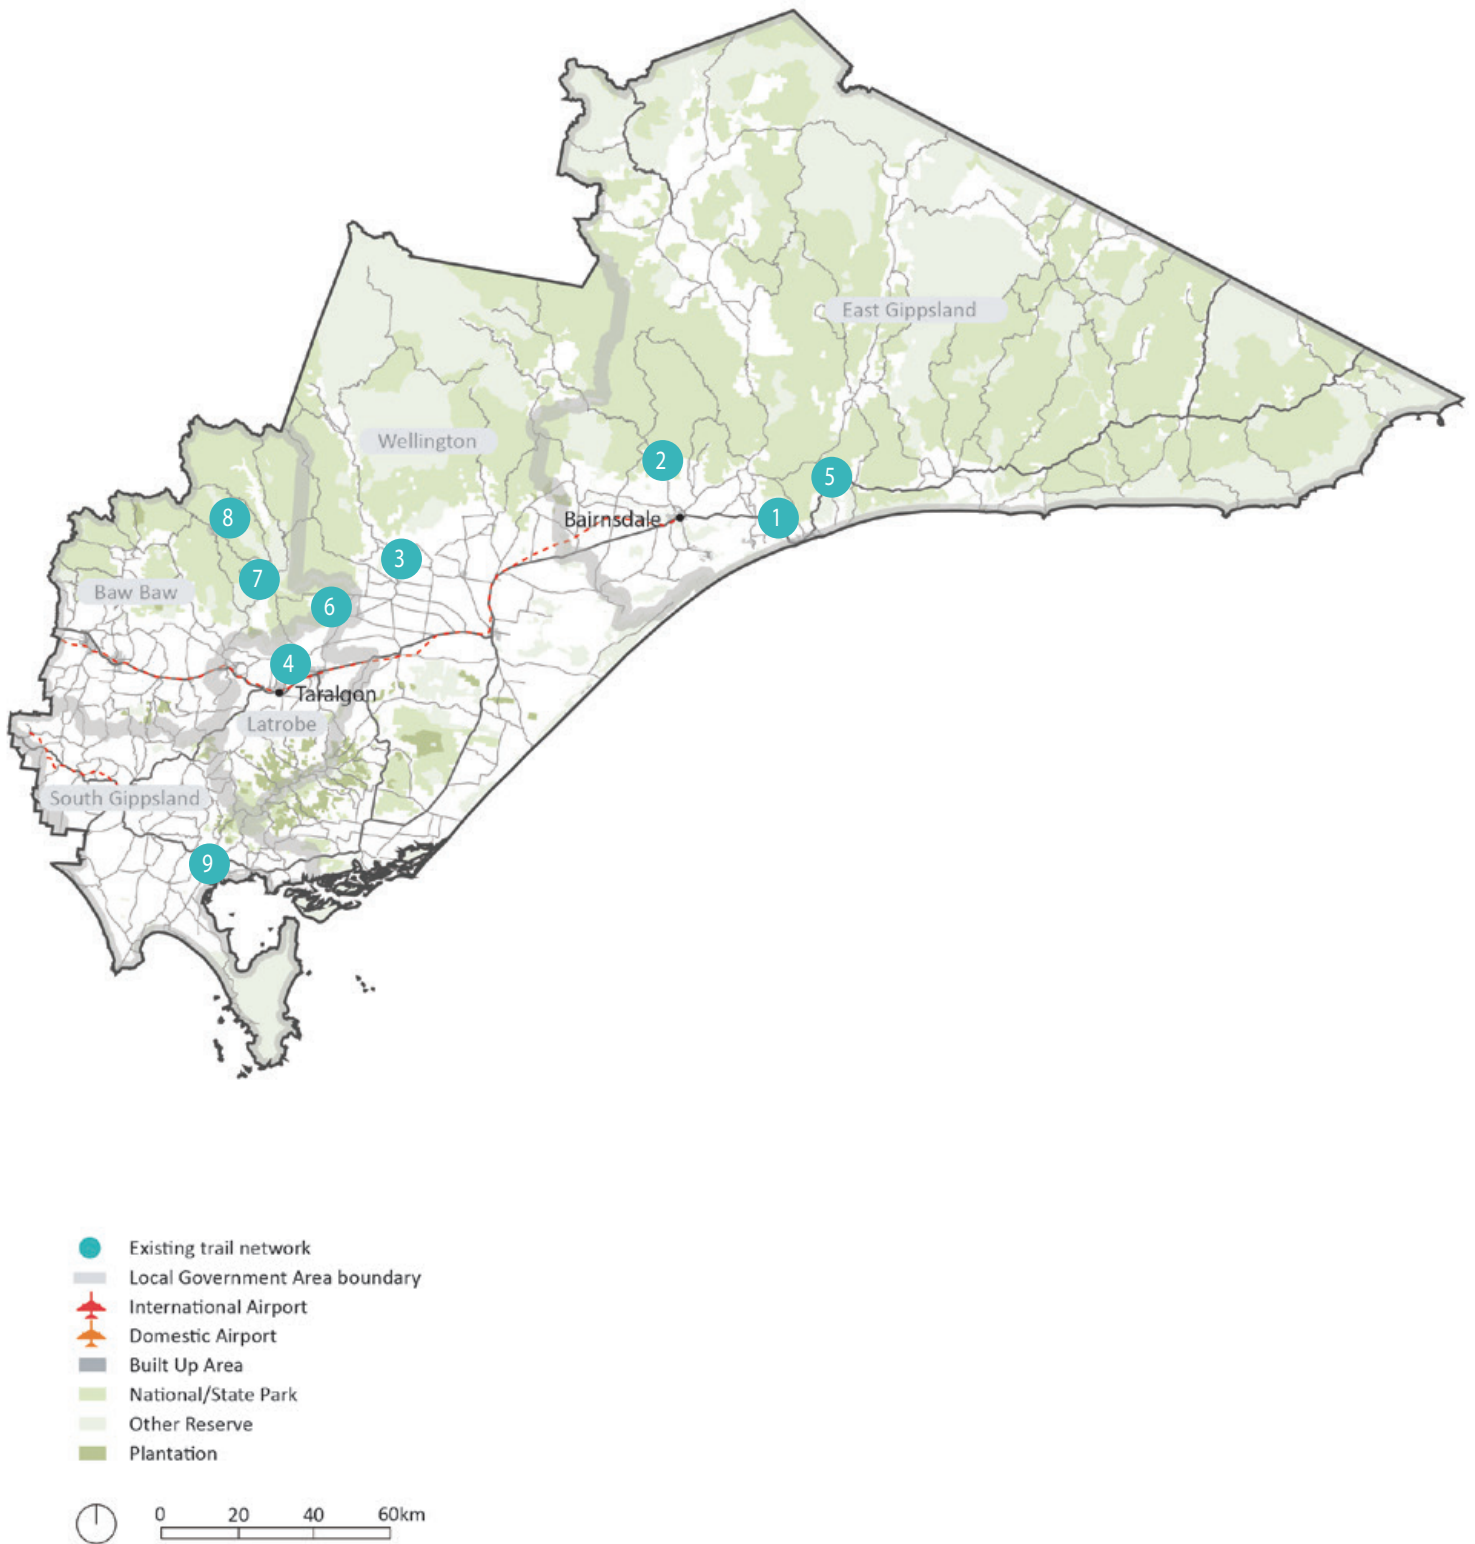 East Gippsland
Wellington
2
5
8
Bairnsdale
1
3
7
Baw Baw
6
4
Taralgon
Latrobe
South Gippsland
9
Existing trail network
Local Government Area boundary
International Airport
Domestic Airport
Built Up Area
National/State Park
Other Reserve
Plantation
0 20 40 60km